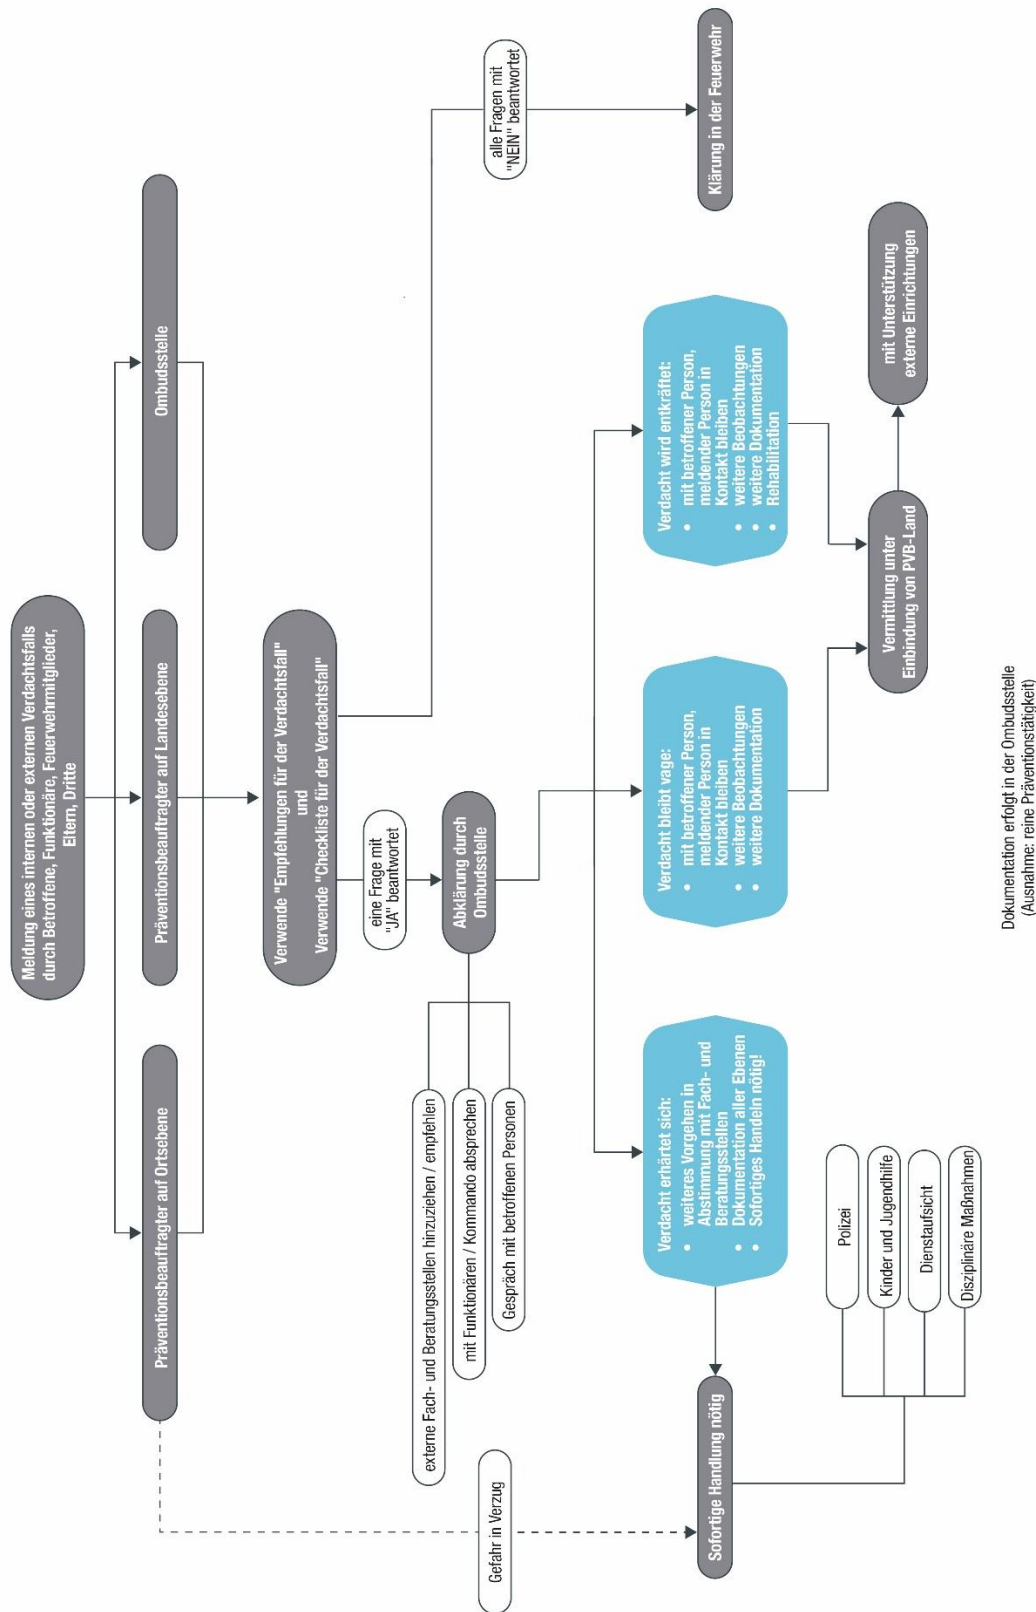 Meldung eines internen oder externen Verdachtsfalls
durch Betroffene, Funktionäre, Feuerwehrmitglieder,
Eltern, Dritte
Präventionsbeauftragter auf Ortsebene
Präventionsbeauftragter auf Landesebene
Ombudsstelle
Verwende "Empfehlungen für der Verdachtsfall"
und
Verwende "Checkliste für der Verdachtsfall"
eine Frage mit
"JA" beantwortet
alle Fragen mit
"NEIN" beantwortet
Abklärung durch
Ombudsstelle
externe Fach- und Beratungsstellen hinzuziehen / empfehlen
mit Funktionären / Kommando absprechen
Gespräch mit betroffenen Personen
Gefahr in Verzug
Verdacht erhärtet sich:
• weiteres Vorgehen in
Abstimmung mit Fach- und
Beratungsstellen
• Dokumentation aller Ebenen
• Sofortiges Handeln nötig!
Verdacht bleibt vage:
• mit betroffener Person,
meldender Person in
Kontakt bleiben
• weitere Beobachtungen
• weitere Dokumentation
Verdacht wird entkräftet:
• mit betroffener Person,
meldender Person in
Kontakt bleiben
• weitere Beobachtungen
• weitere Dokumentation
• Rehabilitation
Sofortige Handlung nötig
Klärung in der Feuerwehr
Polizei
Kinder und Jugendhilfe
Dienstaufsicht
Disziplinäre Maßnahmen
Vermittlung unter
Einbindung von PVB-Land
mit Unterstützung
externe Einrichtungen
Dokumentation erfolgt in der Ombudsstelle
(Ausnahme: reine Präventionstätigkeit)